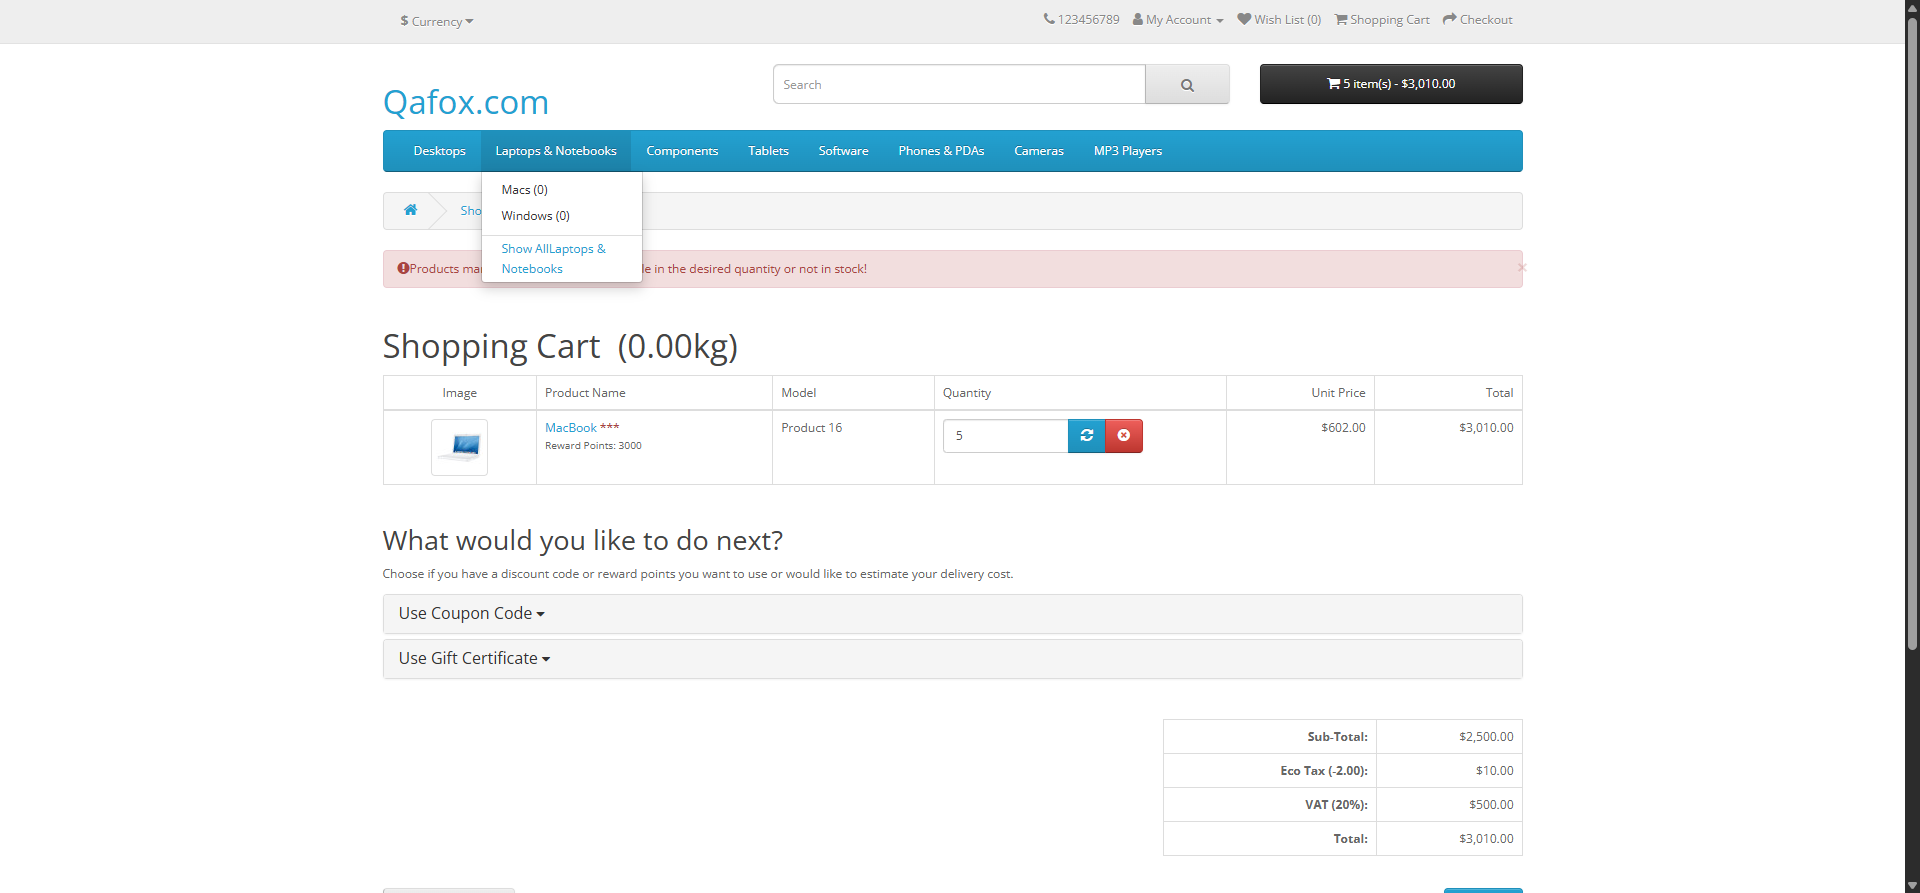 $ Currency
123456789 My Account Wish List (0) Shopping Cart Checkout
Qafox.com
Search
5 item(s) - $3,010.00
Desktops Laptops & Notebooks Components Tablets Software Phones & PDAs Cameras MP3 Players
Macs (0)
Windows (0)
Show AllLaptops &
Notebooks
Sho
Products mar
le in the desired quantity or not in stock!
×
Shopping Cart (0.00kg)
Image Product Name Model Quantity Unit Price Total
MacBook *** Product 16 5 $602.00 $3,010.00
Reward Points: 3000
What would you like to do next?
Choose if you have a discount code or reward points you want to use or would like to estimate your delivery cost.
Use Coupon Code
Use Gift Certificate
Sub-Total: $2,500.00
Eco Tax (-2.00): $10.00
VAT (20%): $500.00
Total: $3,010.00